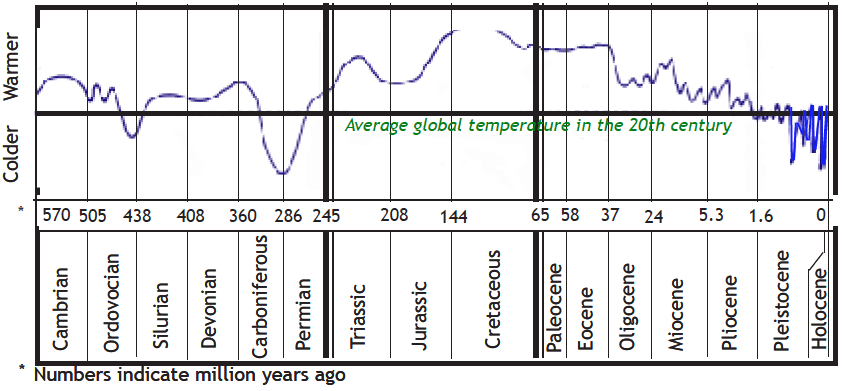 Warmer
Colder
Average global temperature in the 20th century
* 570 505 438 408 360 286 245 208 144 65 58 37 24 5.3 1.6 0
Cambrian
Ordovocian
Silurian
Devonian
Carboniferous
Permian
Triassic
Jurassic
Cretaceous
Paleocene
Eocene
Oligocene
Miocene
Pliocene
Pleistocene
Holocene
* Numbers indicate million years ago